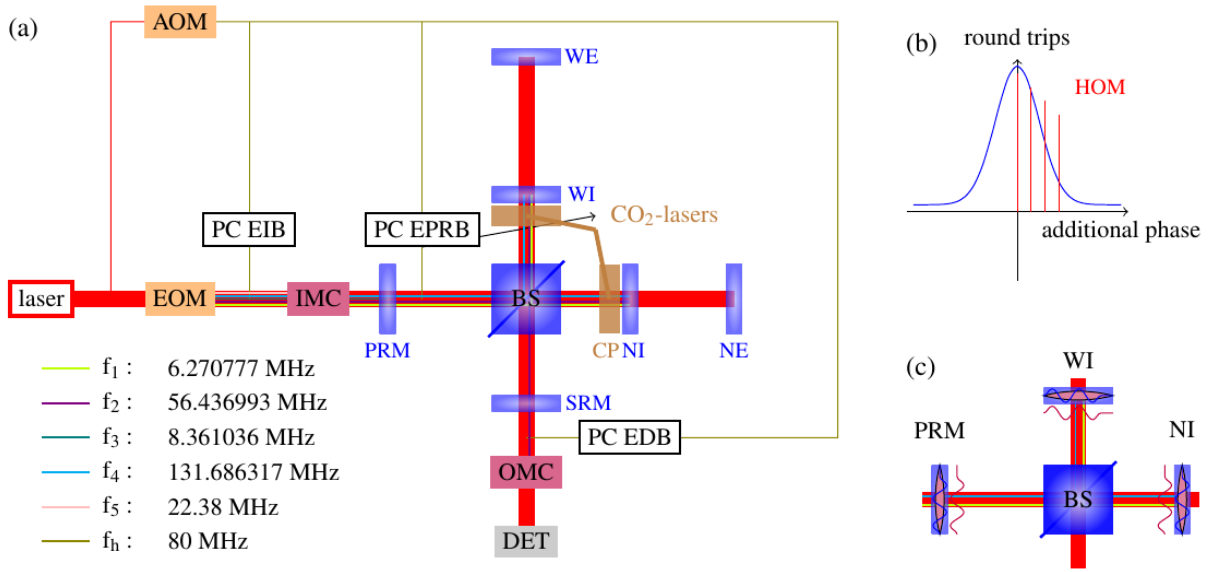 (a)
AOM
WE
WI
CO₂-lasers
PC EIB
PC EPRB
laser
EOM
IMC
BS
PRM
CP
NI
NE
f₁ : 6.270777 MHz
f₂ : 56.436993 MHz
f₃ : 8.361036 MHz
f₄ : 131.686317 MHz
f₅ : 22.38 MHz
fₕ : 80 MHz
SRM
PC EDB
OMC
DET
(b)
round trips
HOM
additional phase
(c)
WI
PRM
NI
BS